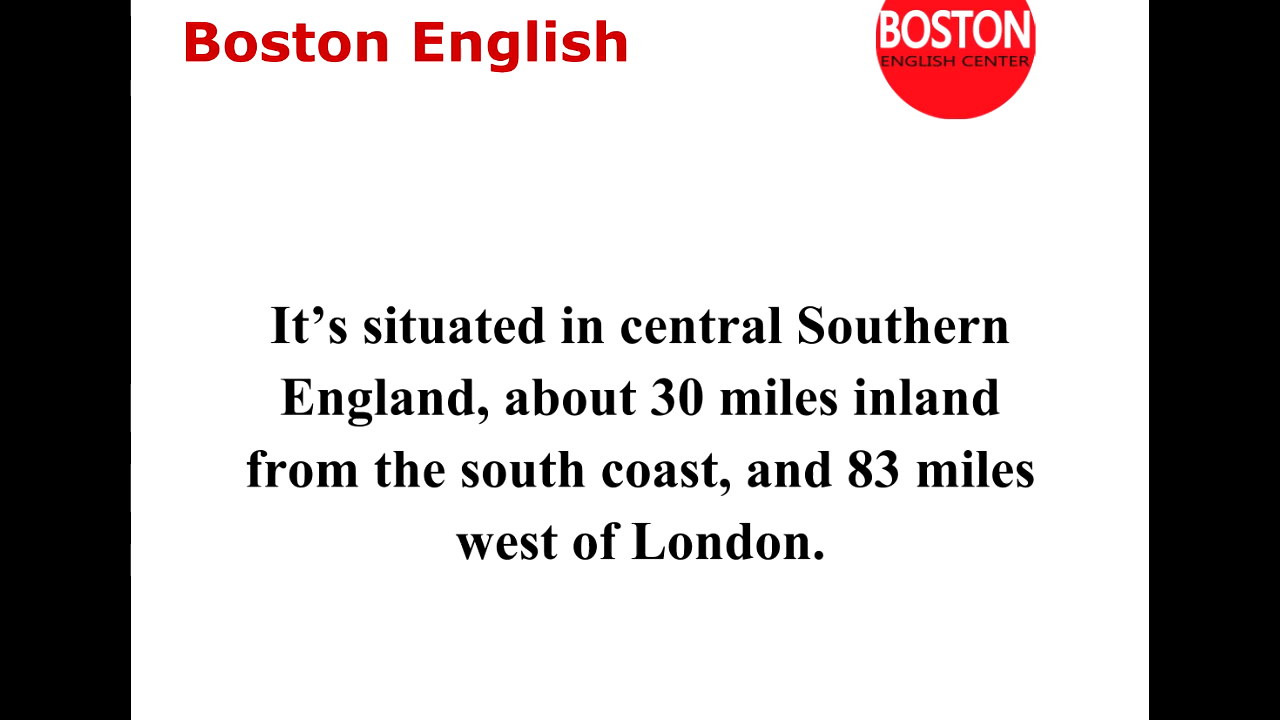 Boston English
BOSTON
ENGLISH CENTER
It’s situated in central Southern
England, about 30 miles inland
from the south coast, and 83 miles
west of London.